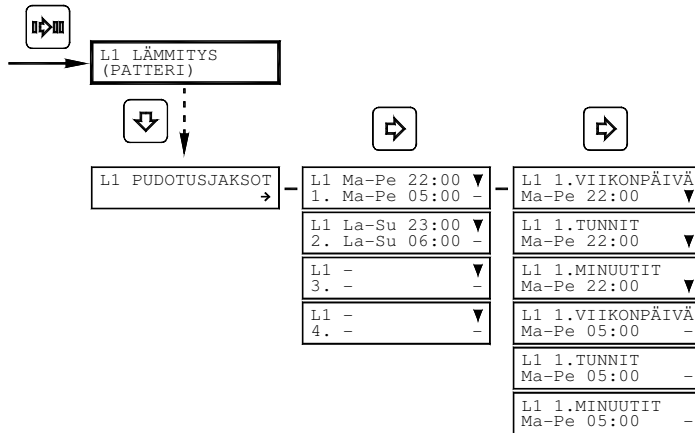 L1 LÄMMITYS
(PATTERI)
L1 PUDOTUSJAKSOT
→
L1 Ma-Pe 22:00 ▼
1. Ma-Pe 05:00 -
L1 La-Su 23:00 ▼
2. La-Su 06:00 -
L1 - ▼
3. - -
L1 - ▼
4. - -
L1 1.VIIKONPÄIVÄ
Ma-Pe 22:00 ▼
L1 1.TUNNIT
Ma-Pe 22:00 ▼
L1 1.MINUUTIT
Ma-Pe 22:00 ▼
L1 1.VIIKONPÄIVÄ
Ma-Pe 05:00 -
L1 1.TUNNIT
Ma-Pe 05:00 -
L1 1.MINUUTIT
Ma-Pe 05:00 -